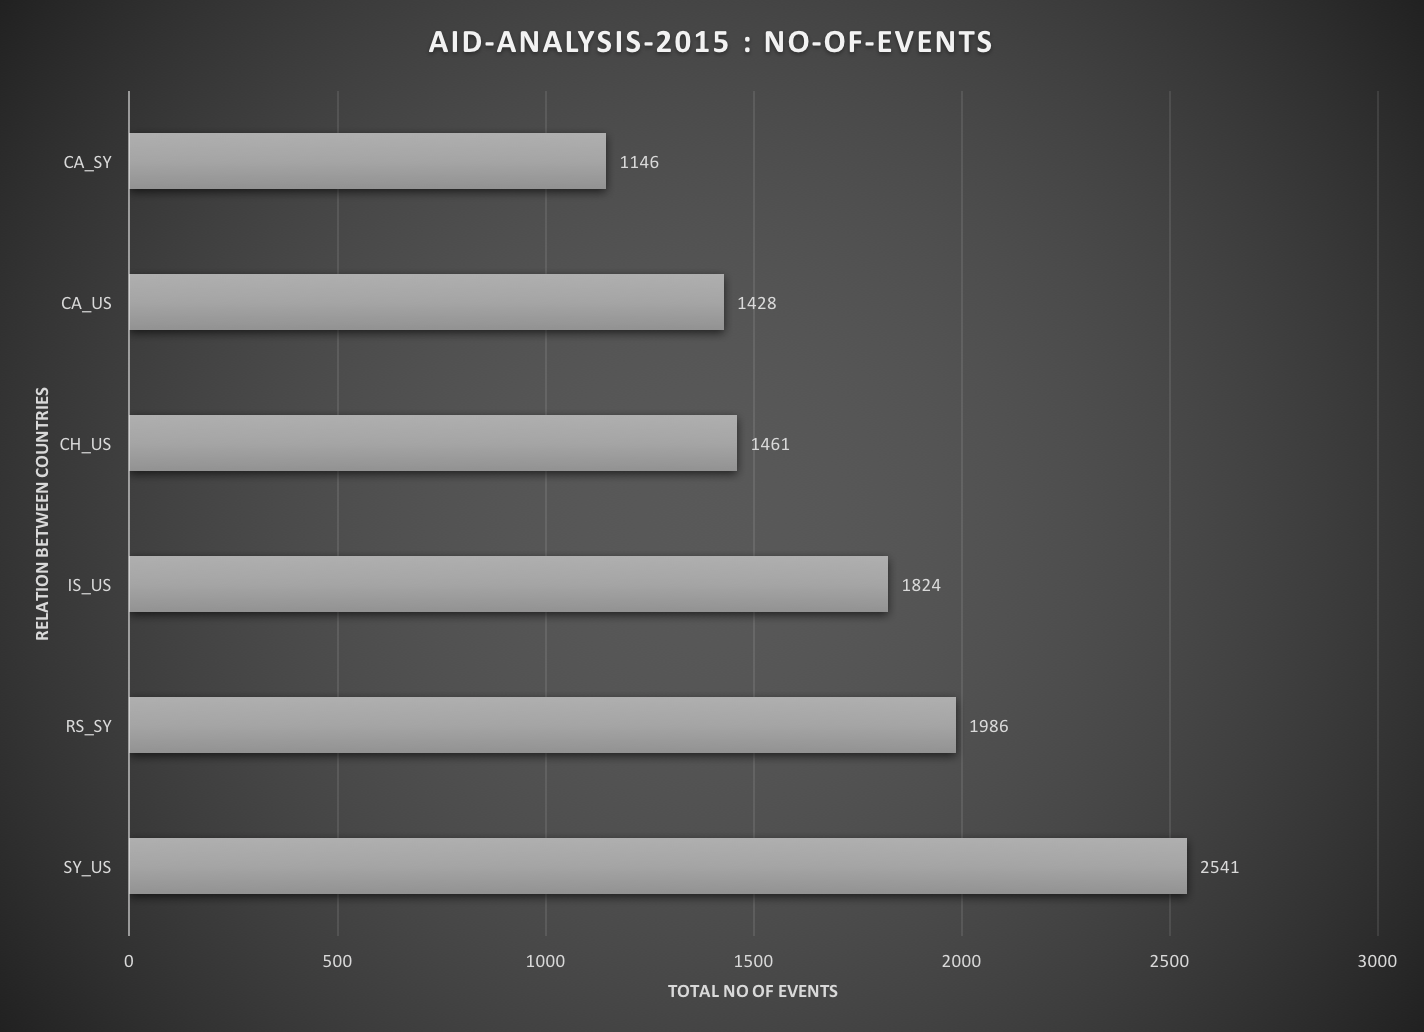 AID-ANALYSIS-2015 : NO-OF-EVENTS
RELATION BETWEEN COUNTRIES
CA_SY 1146
CA_US 1428
CH_US 1461
IS_US 1824
RS_SY 1986
SY_US 2541
0 500 1000 1500 2000 2500 3000
TOTAL NO OF EVENTS